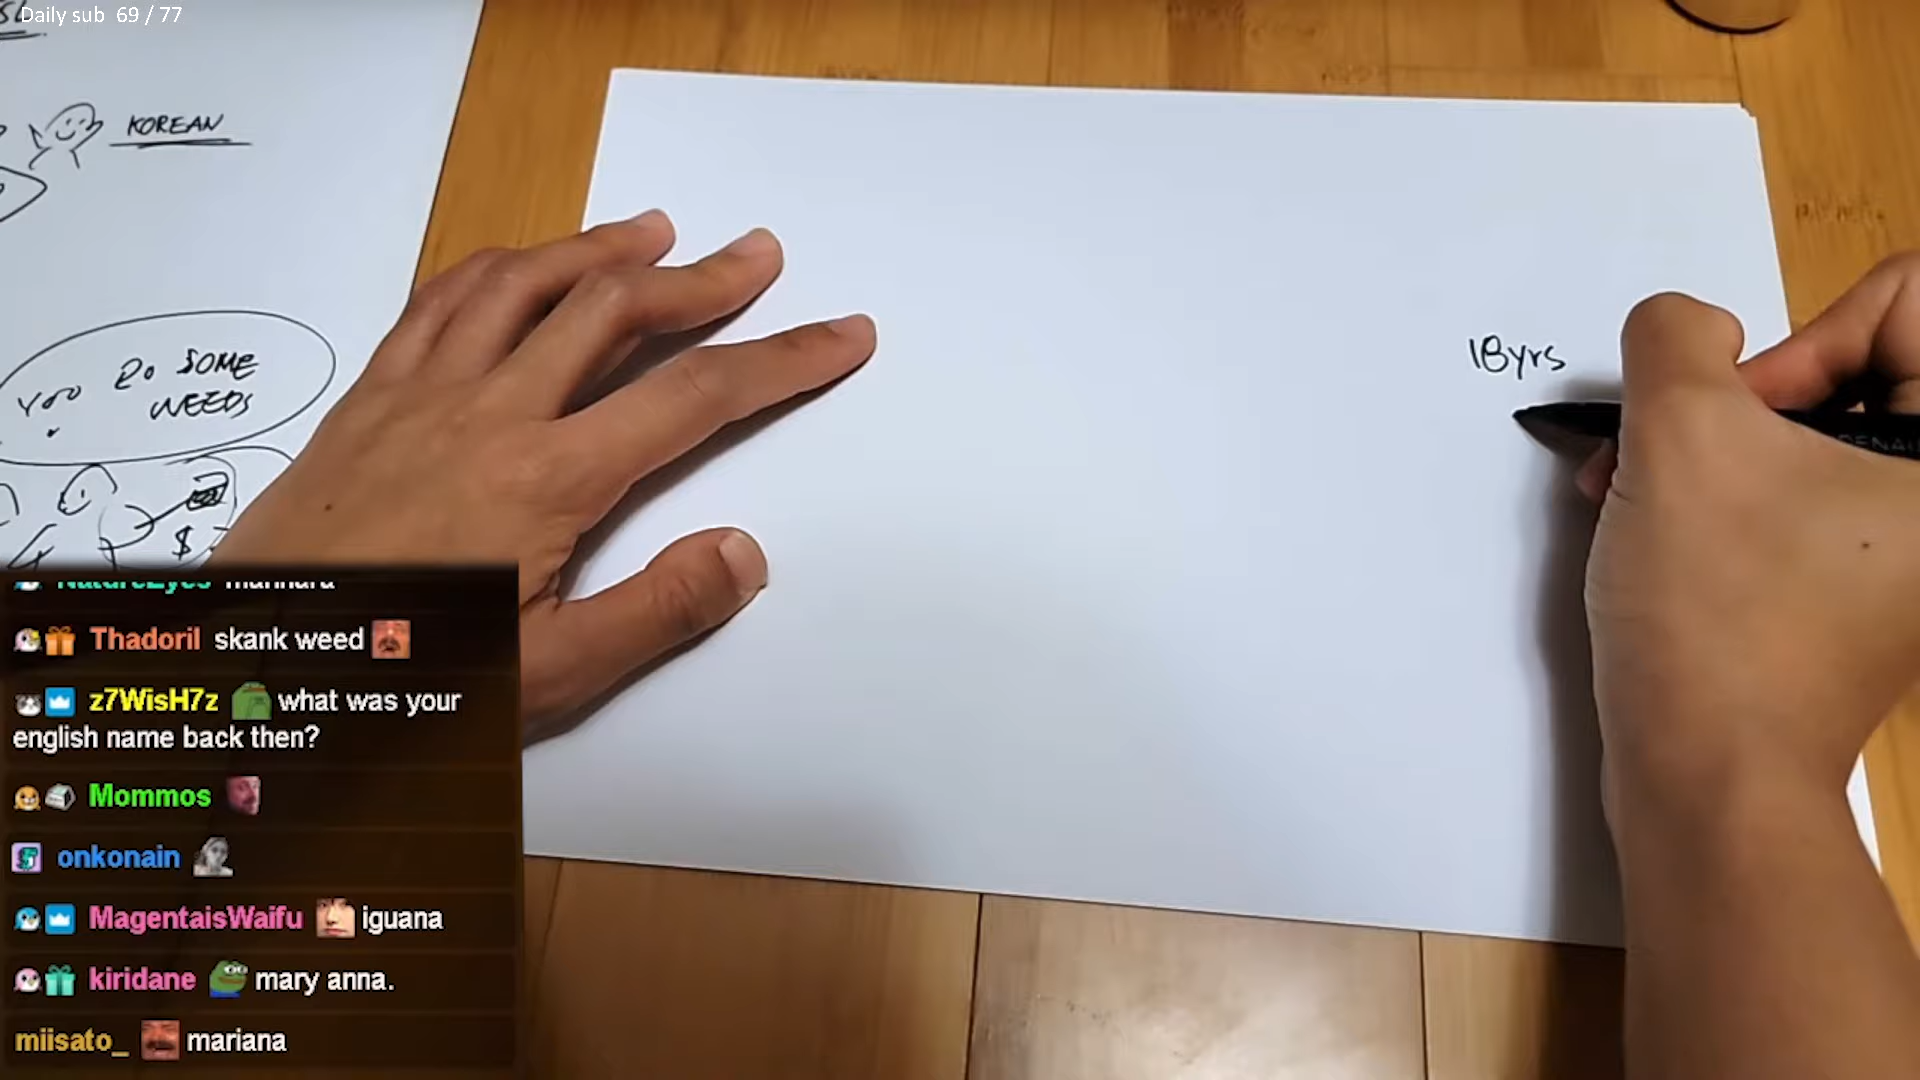 Daily sub 69 / 77
KOREAN
YOU DO SOME
WEEDS
$
18yrs
Thadoril skank weed
z7WisH7z what was your
english name back then?
Mommos
onkonain
MagentaisWaifu iguana
kiridane mary anna.
miisato_ mariana